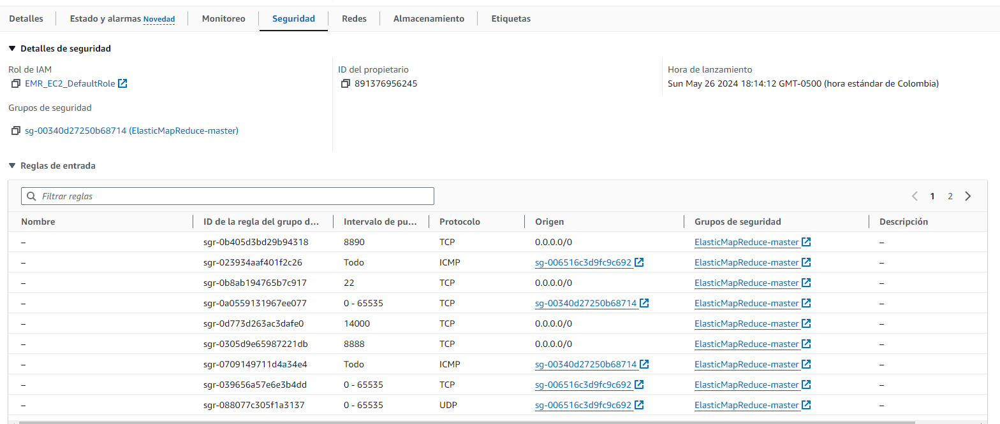 Detalles Estado y alarmas Novedad Monitoreo Seguridad Redes Almacenamiento Etiquetas
Detalles de seguridad
Rol de IAM ID del propietario Hora de lanzamiento
EMR_EC2_DefaultRole 891376956245 Sun May 26 2024 18:14:12 GMT-0500 (hora estándar de Colombia)
Grupos de seguridad
sg-00340d27250b68714 (ElasticMapReduce-master)
Reglas de entrada
Filtrar reglas 1 2
Nombre ID de la regla del grupo d... Intervalo de pu... Protocolo Origen Grupos de seguridad Descripción
– sgr-0b405d3bd29b94318 8890 TCP 0.0.0.0/0 ElasticMapReduce-master –
– sgr-023934aaf401f2c26 Todo ICMP sg-006516c3d9fc9c692 ElasticMapReduce-master –
– sgr-0b8ab194765b7c917 22 TCP 0.0.0.0/0 ElasticMapReduce-master –
– sgr-0a0559131967ee077 0 - 65535 TCP sg-00340d27250b68714 ElasticMapReduce-master –
– sgr-0d773d263ac3dafe0 14000 TCP 0.0.0.0/0 ElasticMapReduce-master –
– sgr-0305d9e65987221db 8888 TCP 0.0.0.0/0 ElasticMapReduce-master –
– sgr-0709149711d4a34e4 Todo ICMP sg-00340d27250b68714 ElasticMapReduce-master –
– sgr-039656a57e6e3b4dd 0 - 65535 TCP sg-006516c3d9fc9c692 ElasticMapReduce-master –
– sgr-088077c305f1a3137 0 - 65535 UDP sg-006516c3d9fc9c692 ElasticMapReduce-master –